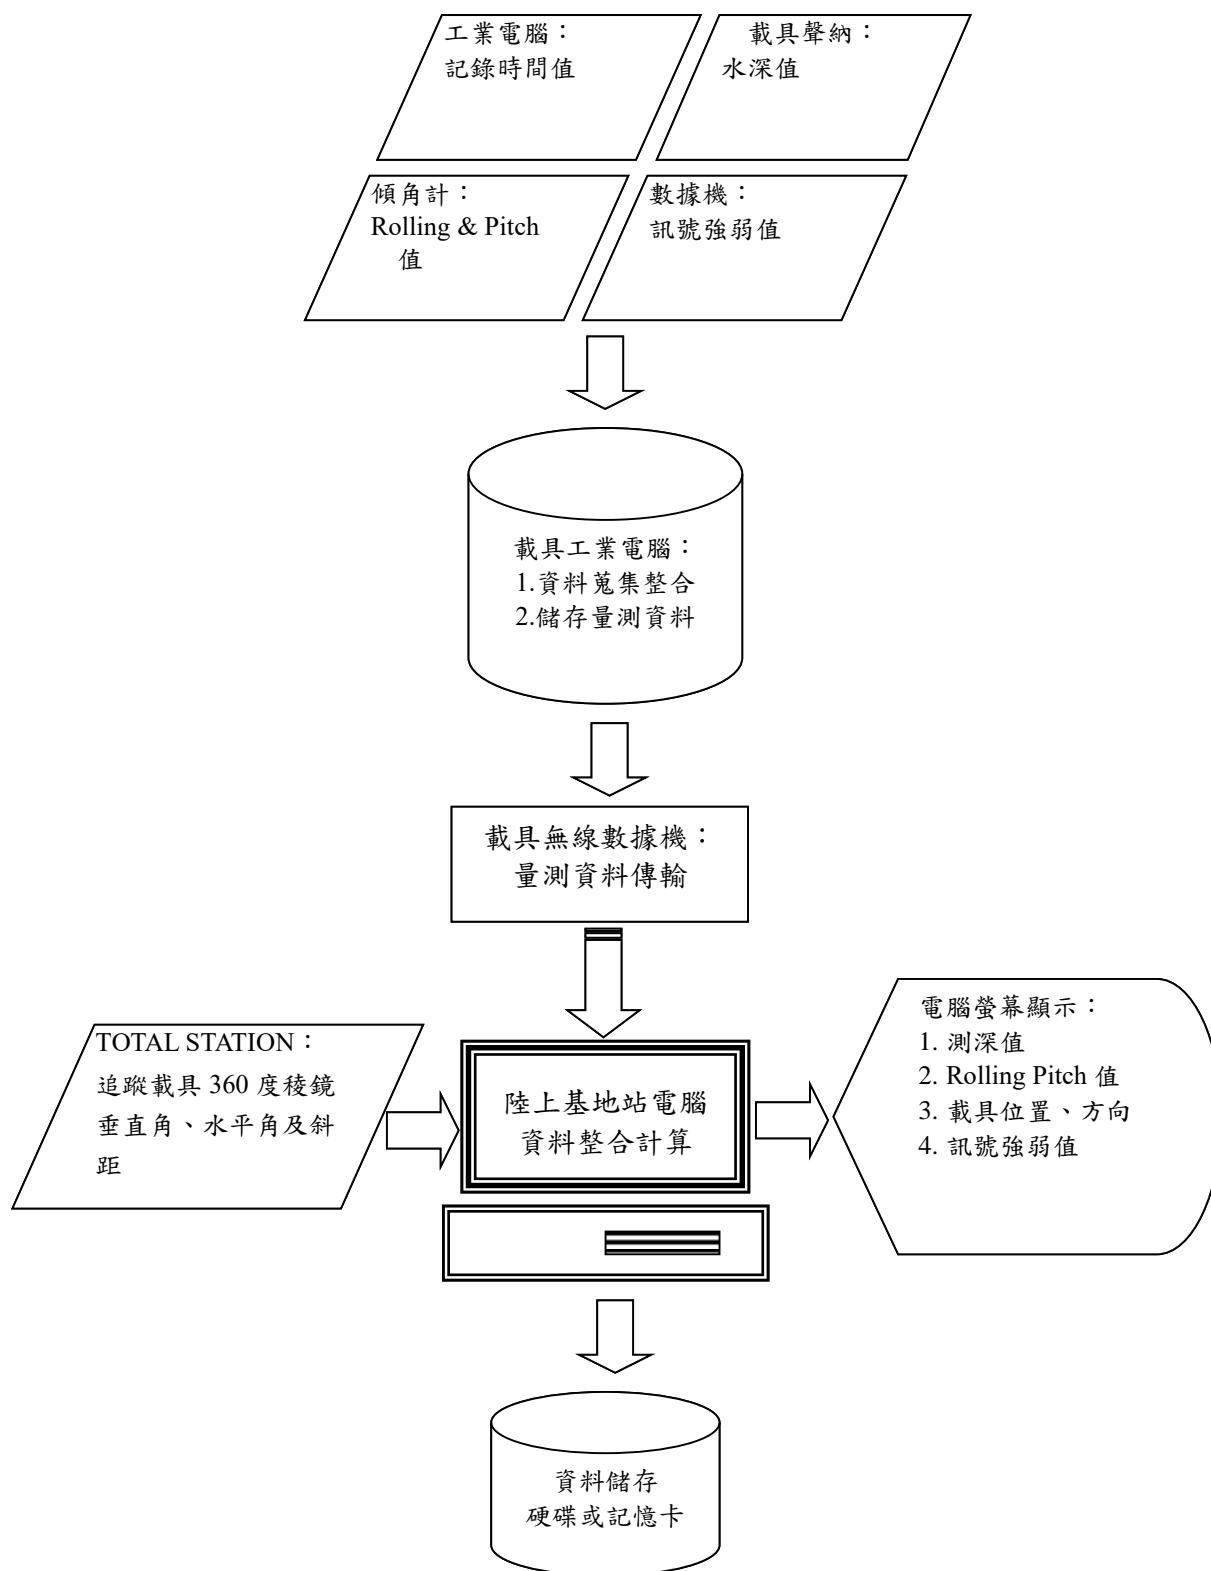 工業電腦：
記錄時間值
載具聲納：
水深值
傾角計：
Rolling & Pitch
值
數據機：
訊號強弱值
載具工業電腦：
1.資料蒐集整合
2.儲存量測資料
載具無線數據機：
量測資料傳輸
TOTAL STATION：
追蹤載具 360 度稜鏡
垂直角、水平角及斜
距
陸上基地站電腦
資料整合計算
電腦螢幕顯示：
1. 測深值
2. Rolling Pitch 值
3. 載具位置、方向
4. 訊號強弱值
資料儲存
硬碟或記憶卡